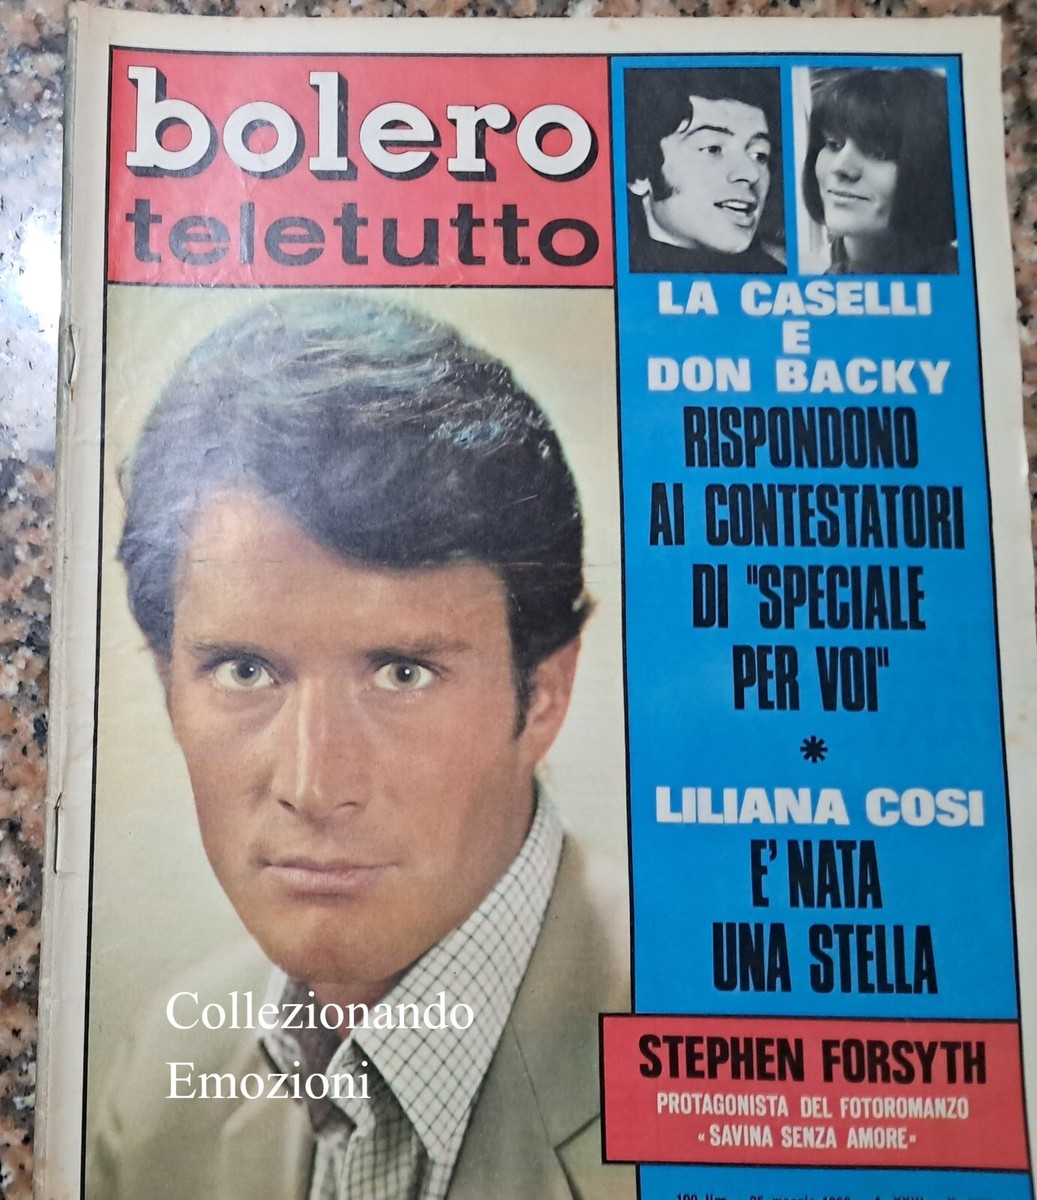 bolero
teletutto
LA CASELLI
E
DON BACKY
RISPONDONO
AI CONTESTATORI
DI "SPECIALE
PER VOI"
*
LILIANA COSI
E' NATA
UNA STELLA
STEPHEN FORSYTH
PROTAGONISTA DEL FOTOROMANZO
«SAVINA SENZA AMORE»
Collezionando
Emozioni